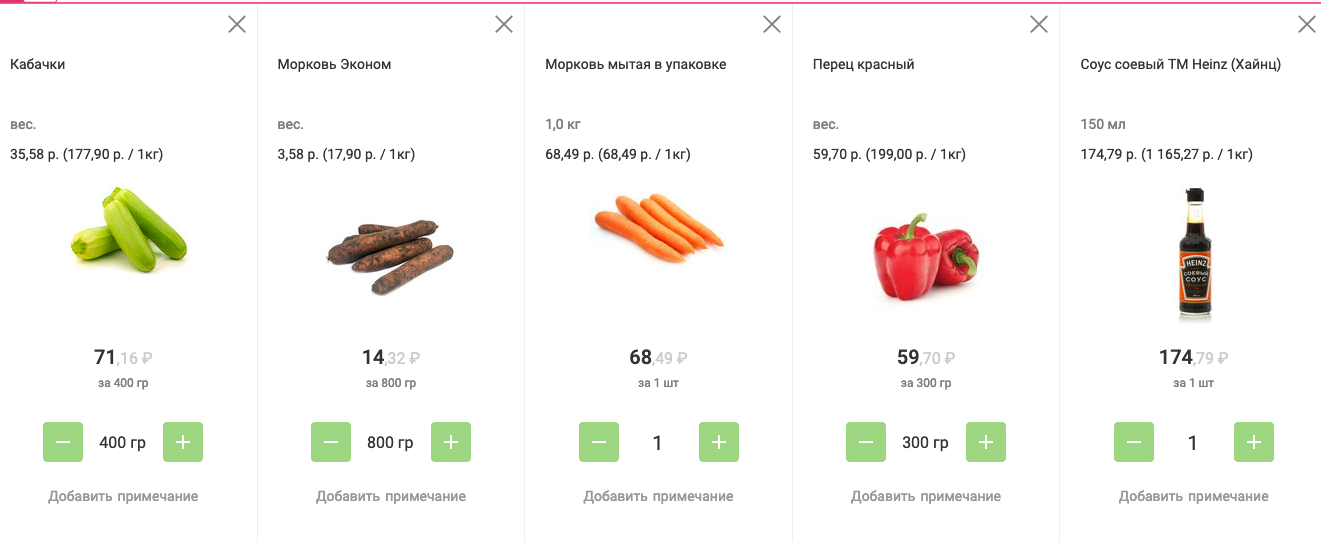 Кабачки
вес.
35,58 р. (177,90 р. / 1кг)
71,16 ₽
за 400 гр
400 гр
Добавить примечание
Морковь Эконом
вес.
3,58 р. (17,90 р. / 1кг)
14,32 ₽
за 800 гр
800 гр
Добавить примечание
Морковь мытая в упаковке
1,0 кг
68,49 р. (68,49 р. / 1кг)
68,49 ₽
за 1 шт
1
Добавить примечание
Перец красный
вес.
59,70 р. (199,00 р. / 1кг)
59,70 ₽
за 300 гр
300 гр
Добавить примечание
Соус соевый ТМ Heinz (Хайнц)
150 мл
174,79 р. (1 165,27 р. / 1кг)
HEINZ
СОЕВЫЙ
СОУС
174,79 ₽
за 1 шт
1
Добавить примечание